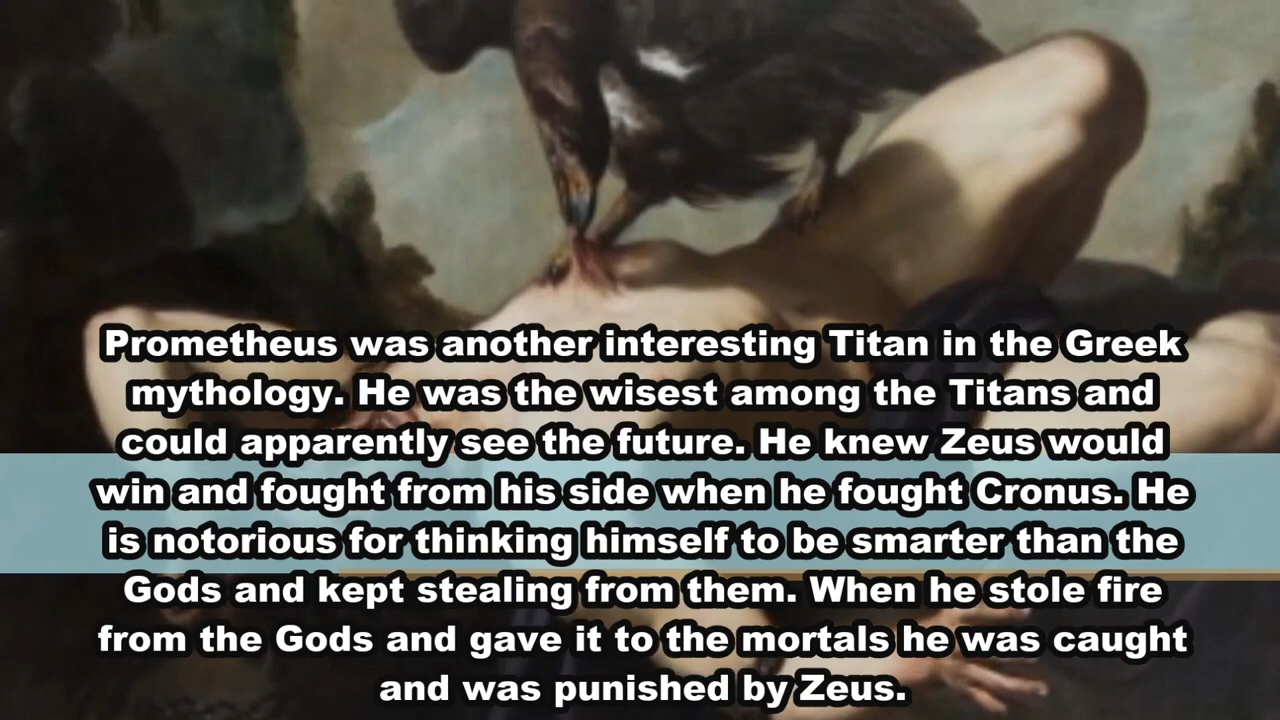 Prometheus was another interesting Titan in the Greek
mythology. He was the wisest among the Titans and
could apparently see the future. He knew Zeus would
win and fought from his side when he fought Cronus. He
is notorious for thinking himself to be smarter than the
Gods and kept stealing from them. When he stole fire
from the Gods and gave it to the mortals he was caught
and was punished by Zeus.